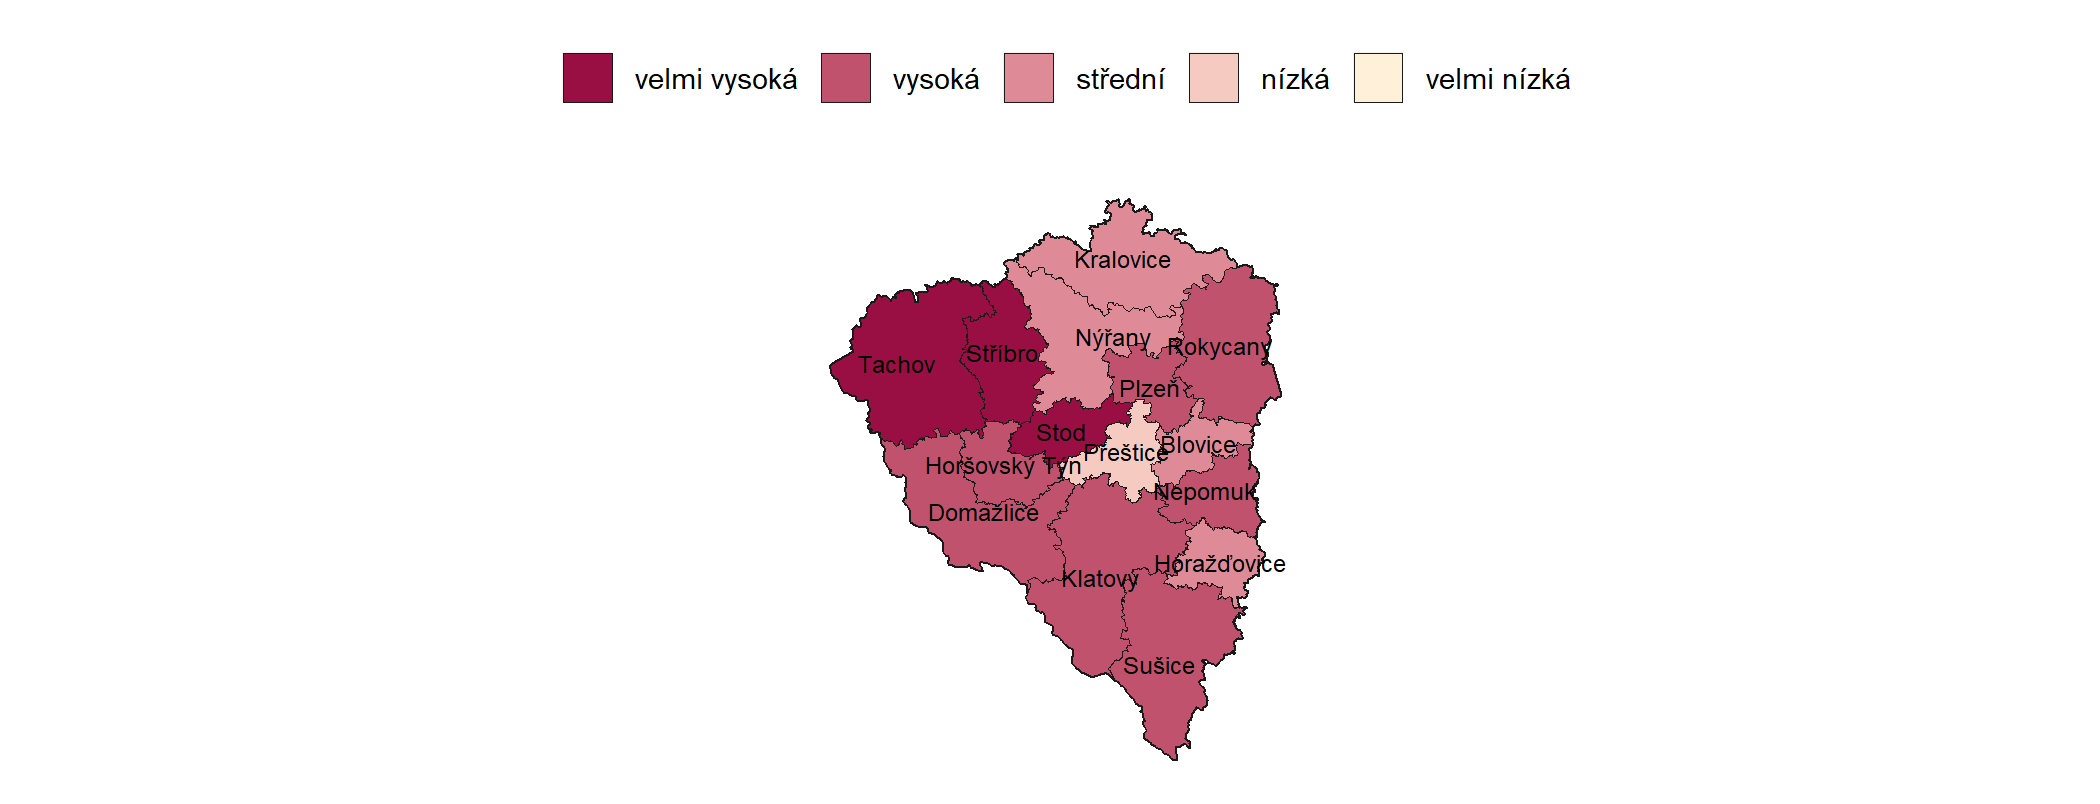 velmi vysoká
vysoká
střední
nízká
velmi nízká
Kralovice
Nýřany
Rokycany
Stříbro
Tachov
Plzeň
Stod
Blovice
Přeštice
Horšovský Týn
Nepomuk
Domažlice
Horažďovice
Klatovy
Sušice